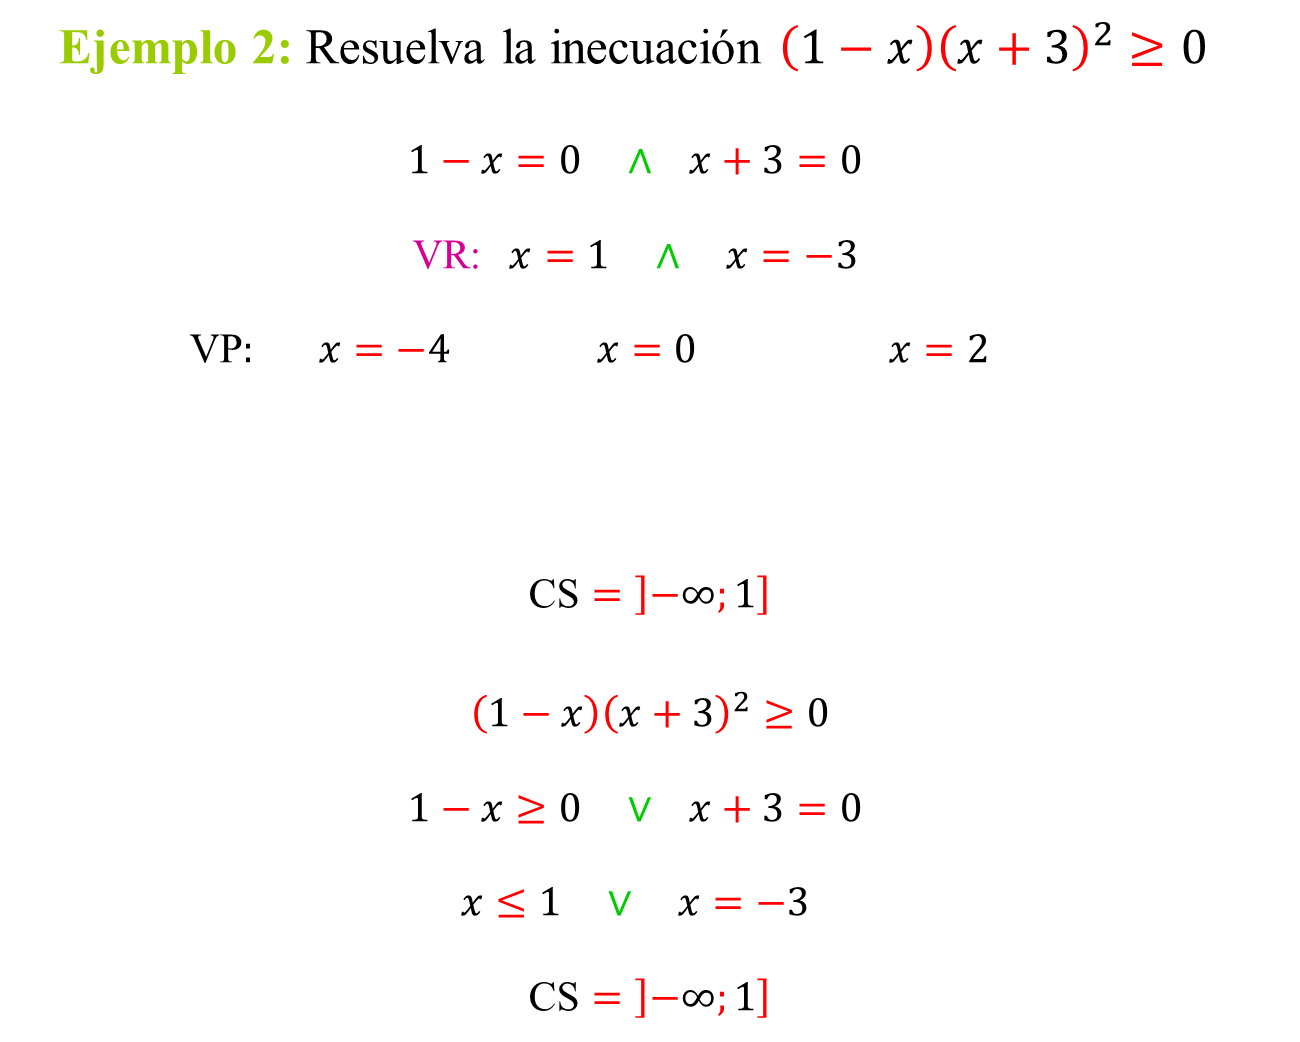 Ejemplo 2: Resuelva la inecuación (1 − x)(x + 3)² ≥ 0
1 − x = 0 ∧ x + 3 = 0
VR: x = 1 ∧ x = −3
VP: x = −4 x = 0 x = 2
CS = ]−∞; 1]
(1 − x)(x + 3)² ≥ 0
1 − x ≥ 0 ∨ x + 3 = 0
x ≤ 1 ∨ x = −3
CS = ]−∞; 1]